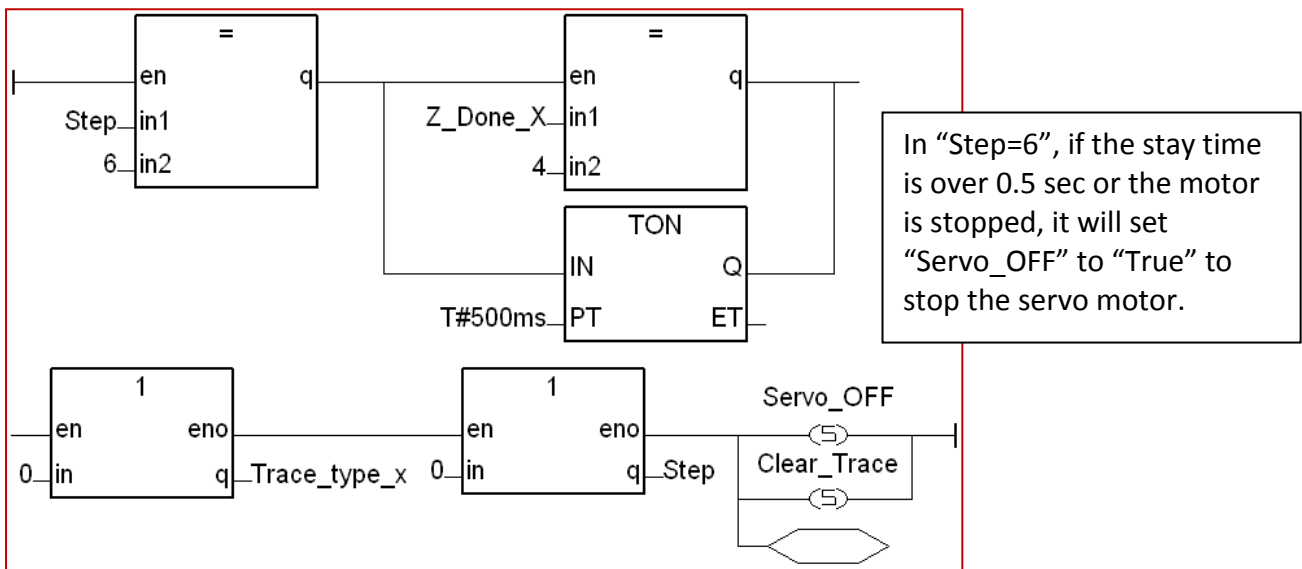 =
=
en q
en q
Step in1
Z_Done_X in1
6 in2
4 in2
TON
IN Q
T#500ms PT ET
In “Step=6”, if the stay time
is over 0.5 sec or the motor
is stopped, it will set
“Servo_OFF” to “True” to
stop the servo motor.
1
1
Servo_OFF
en eno
en eno
S
0 in q Trace_type_x
0 in q Step
Clear_Trace
S